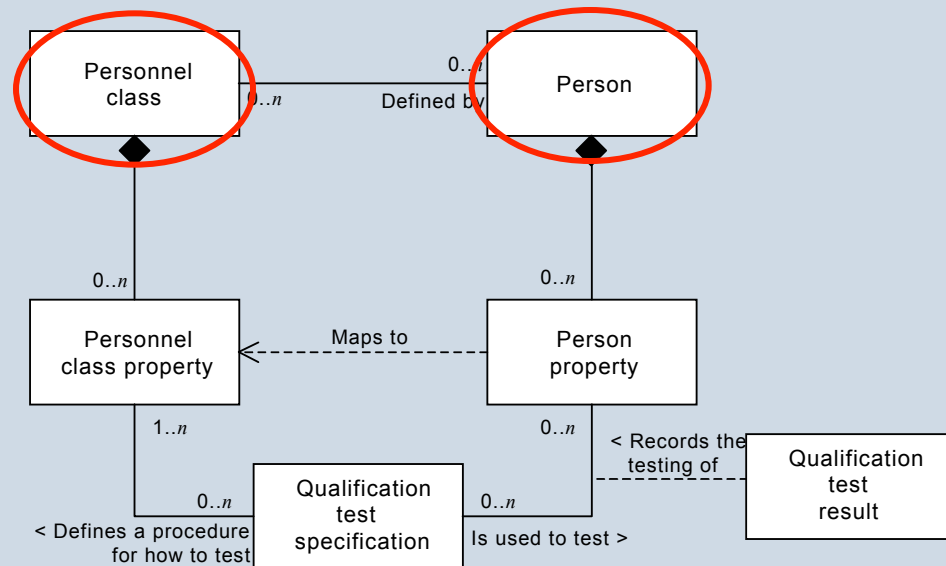 Personnel
class
0..n
0..n
Defined by
Person
0..n
0..n
Personnel
class property
Maps to
Person
property
1..n
0..n
< Records the
testing of
Qualification
test
result
0..n
Qualification
test
specification
0..n
< Defines a procedure
for how to test
Is used to test >